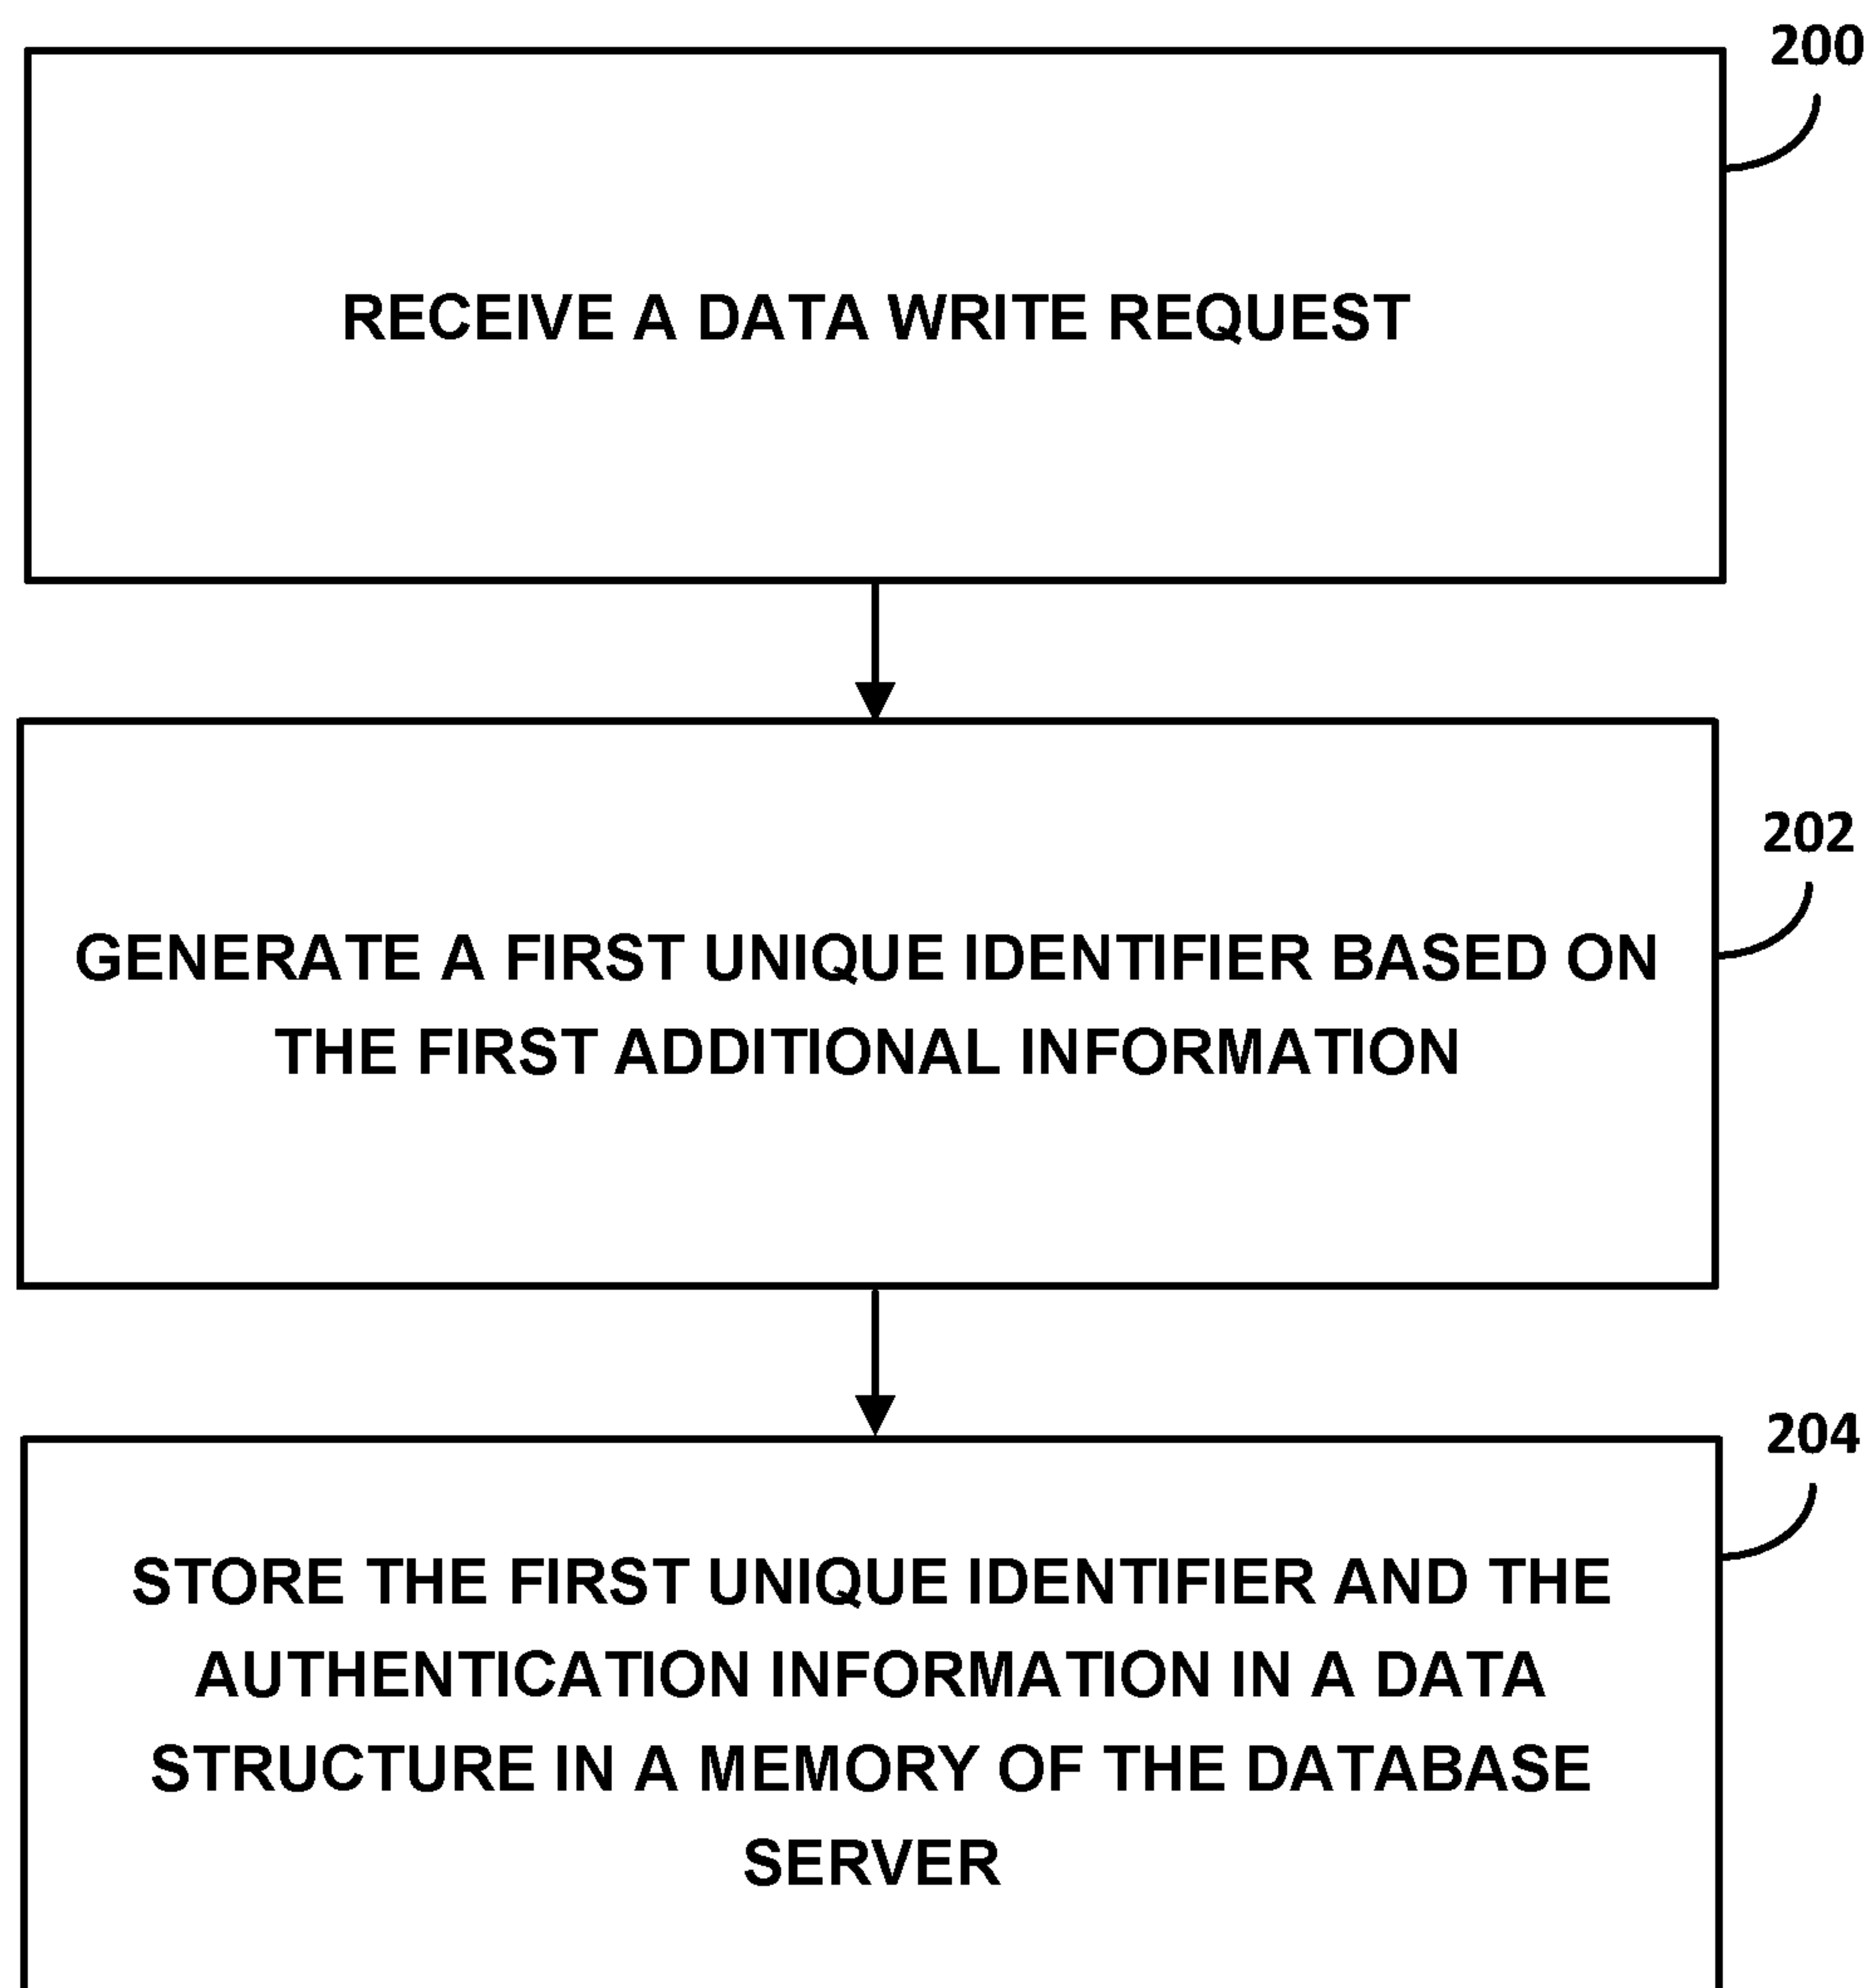 200
RECEIVE A DATA WRITE REQUEST
202
GENERATE A FIRST UNIQUE IDENTIFIER BASED ON
THE FIRST ADDITIONAL INFORMATION
204
STORE THE FIRST UNIQUE IDENTIFIER AND THE
AUTHENTICATION INFORMATION IN A DATA
STRUCTURE IN A MEMORY OF THE DATABASE
SERVER